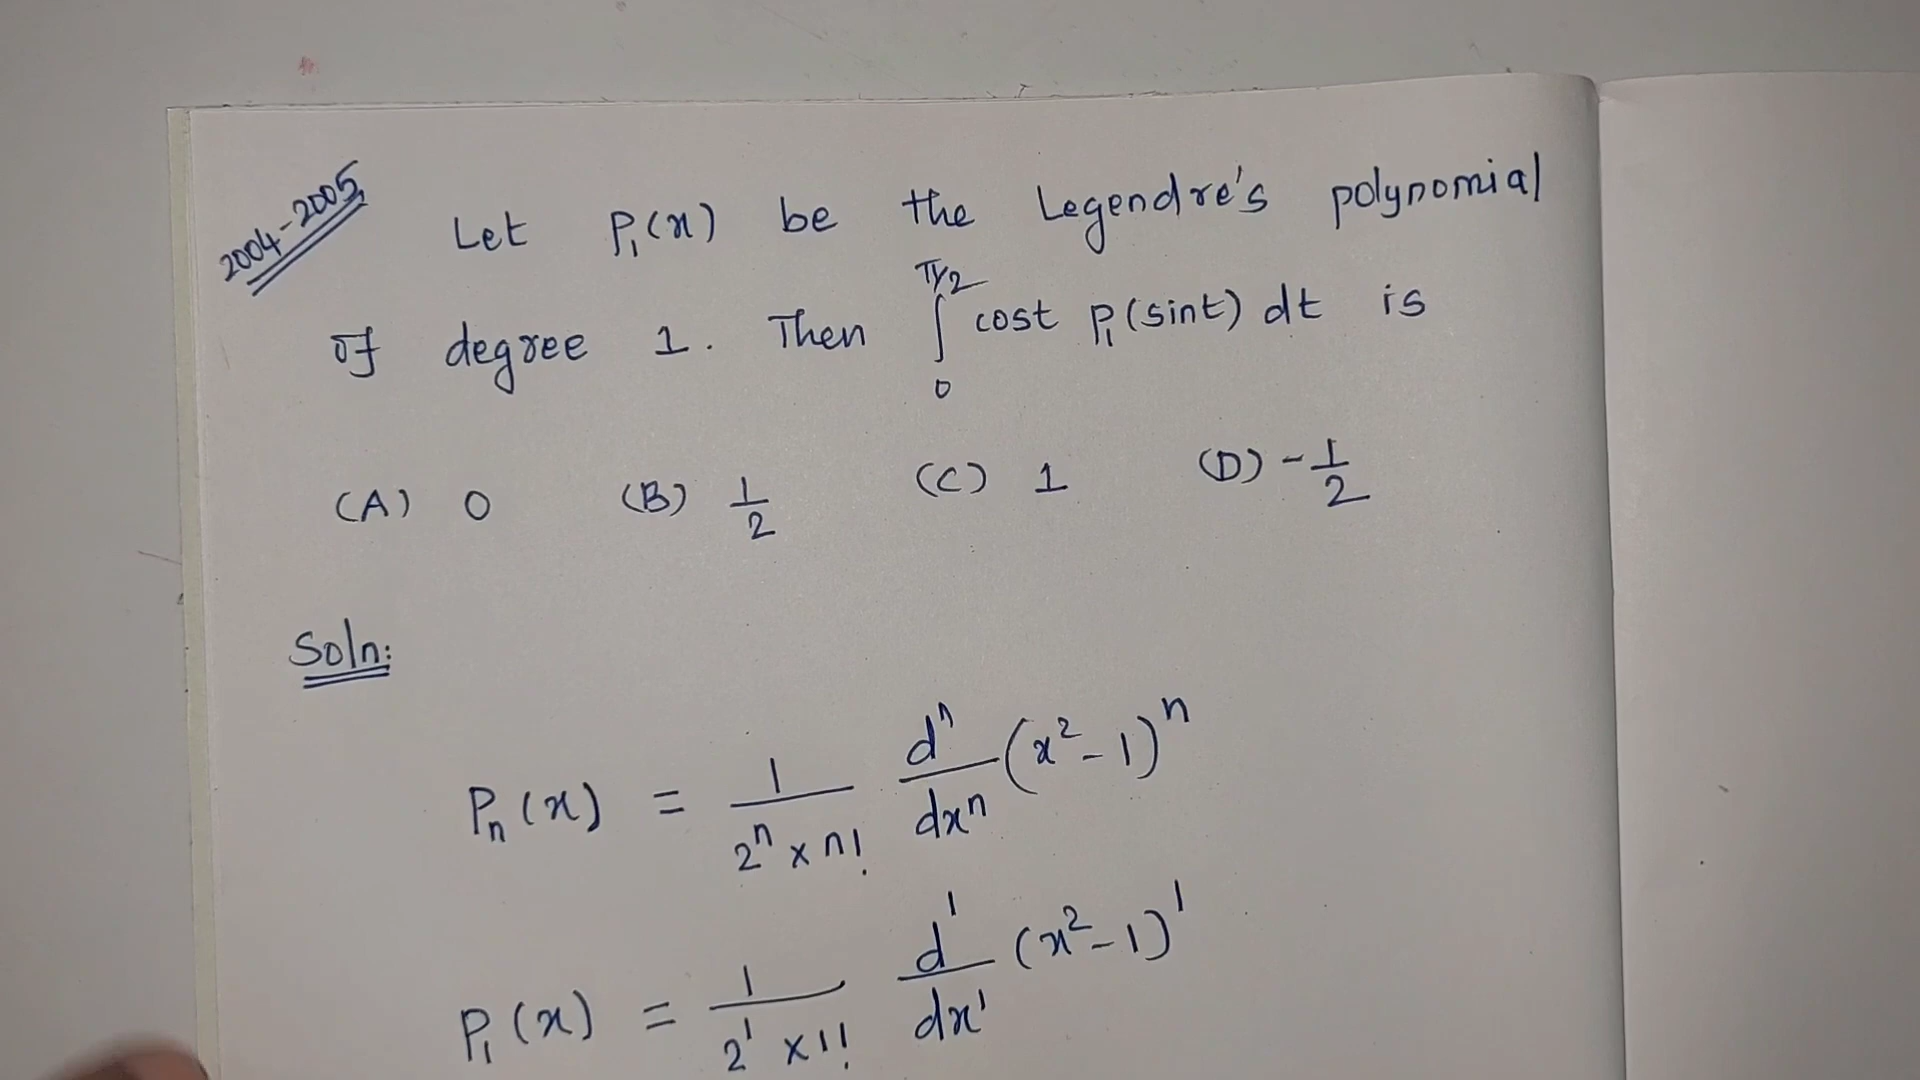 2004-2005
Let P₁(x) be the Legendre's polynomial
of degree 1. Then ∫₀^(π/2) cost P₁(sint) dt is
(A) 0 (B) 1/2 (C) 1 (D) -1/2
Soln:
Pₙ(x) = 1/(2ⁿ × n!) dⁿ/dxⁿ (x²-1)ⁿ
P₁(x) = 1/(2¹ × 1!) d¹/dx¹ (x²-1)¹